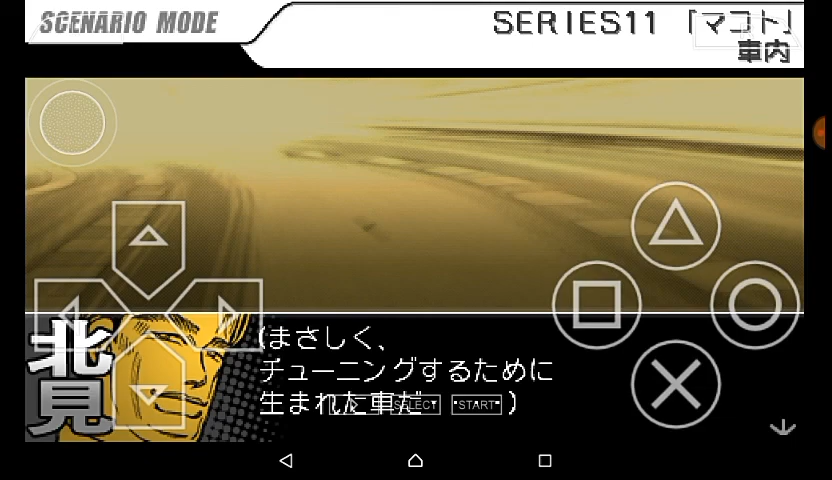 SCENARIO MODE
SERIES11 「マコト」
車内
北見
(まさしく、
チューニングするために
生まれた車だ)
SELECT START